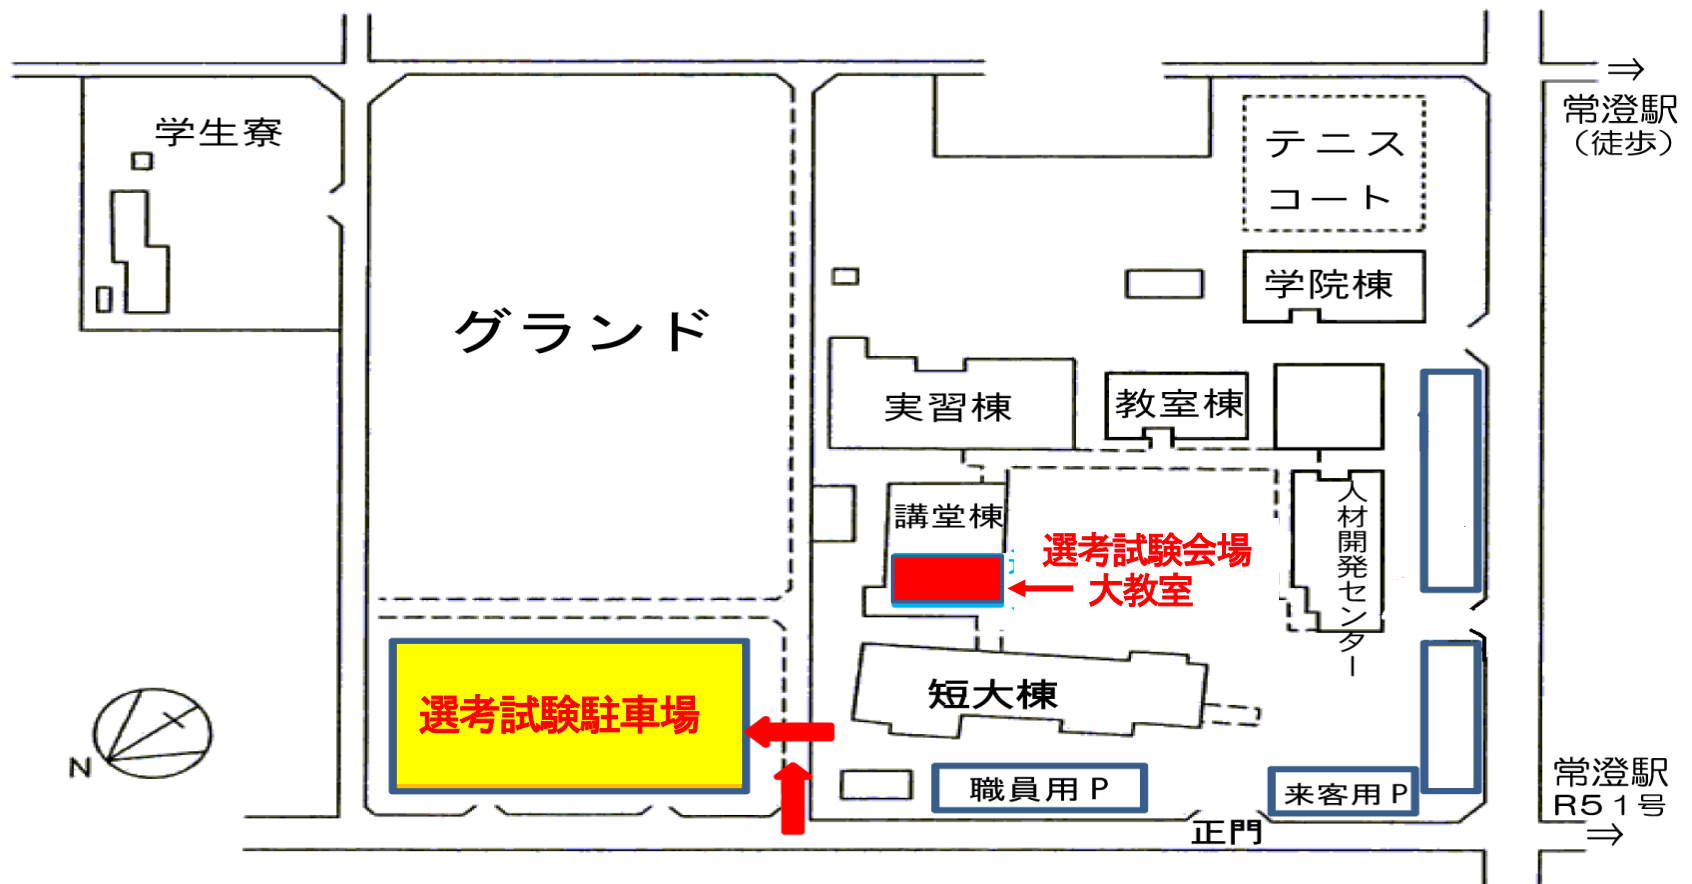 学生寮
グランド
テニス
コート
常澄駅
（徒歩）
学院棟
実習棟
教室棟
講堂棟
人材開発センター
選考試験会場
大教室
選考試験駐車場
短大棟
N
職員用P
来客用P
正門
常澄駅
R51号